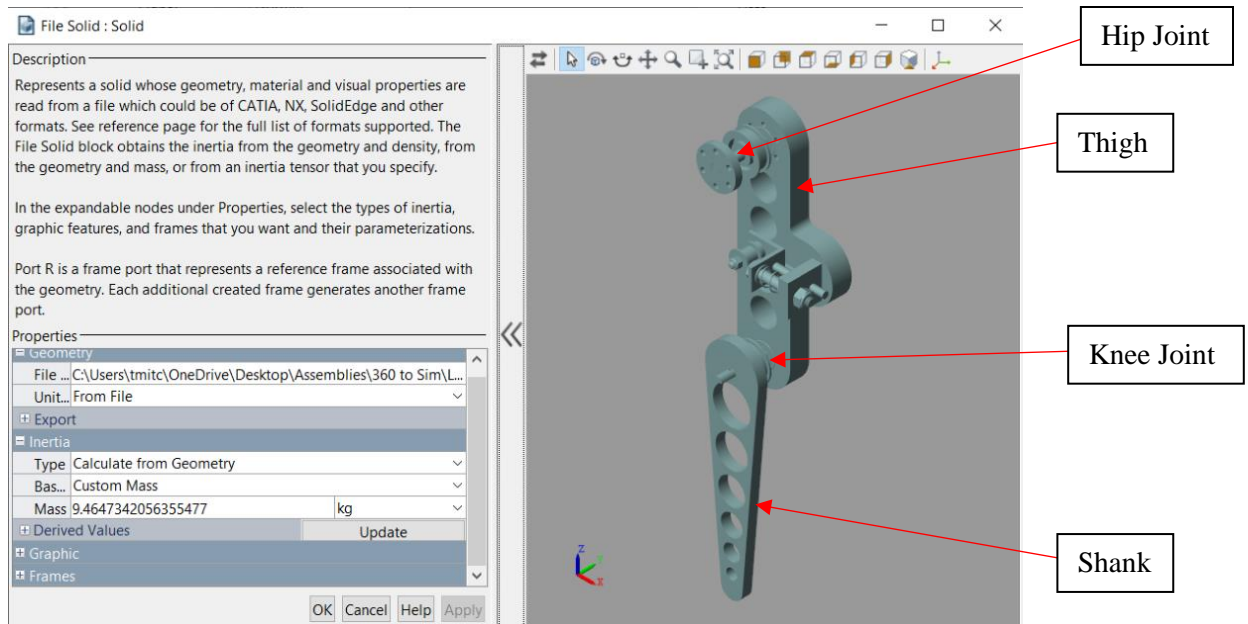 File Solid : Solid
Description
Represents a solid whose geometry, material and visual properties are
read from a file which could be of CATIA, NX, SolidEdge and other
formats. See reference page for the full list of formats supported. The
File Solid block obtains the inertia from the geometry and density, from
the geometry and mass, or from an inertia tensor that you specify.
In the expandable nodes under Properties, select the types of inertia,
graphic features, and frames that you want and their parameterizations.
Port R is a frame port that represents a reference frame associated with
the geometry. Each additional created frame generates another frame
port.
Properties
Geometry
File ... C:\Users\tmitc\OneDrive\Desktop\Assemblies\360 to Sim\L...
Unit... From File
Export
Inertia
Type Calculate from Geometry
Bas... Custom Mass
Mass 9.4647342056355477 kg
Derived Values Update
Graphic
Frames
OK Cancel Help Apply
Hip Joint
Thigh
Knee Joint
Shank
z
x